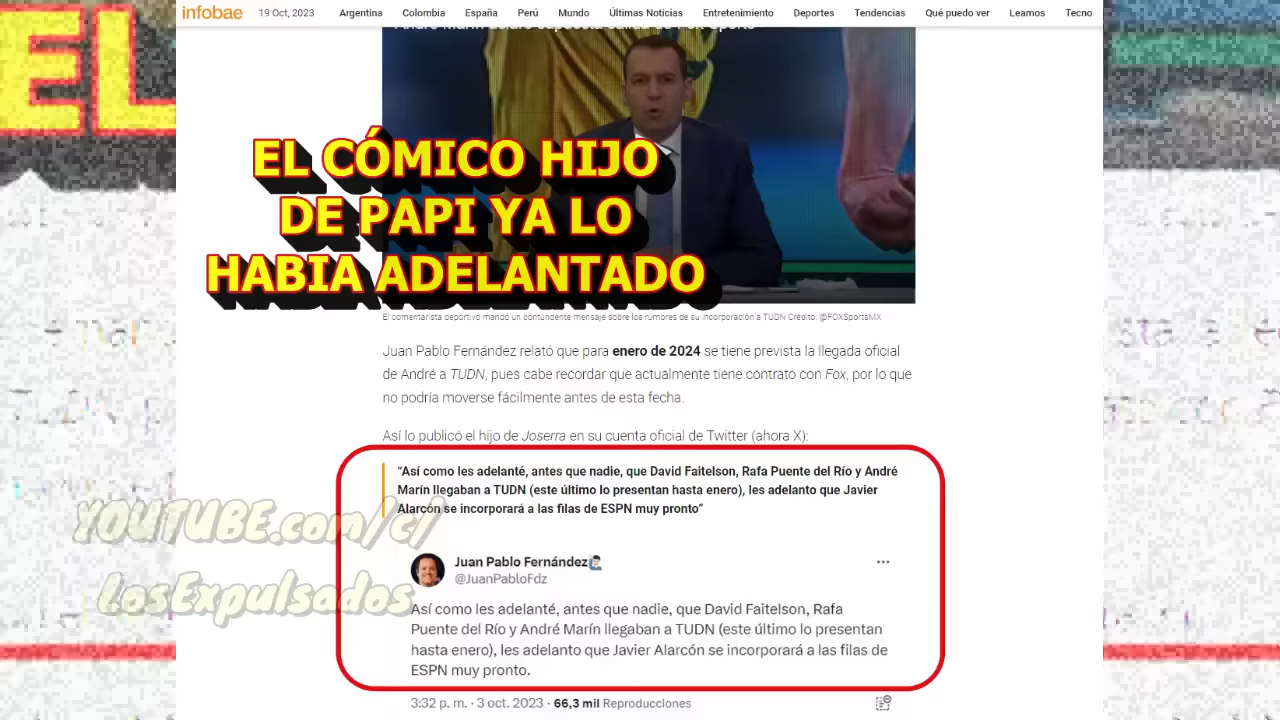 infobae 19 Oct, 2023 Argentina Colombia España Perú Mundo Últimas Noticias Entretenimiento Deportes Tendencias Qué puedo ver Leamos Tecno
EL
EL CÓMICO HIJO
DE PAPI YA LO
HABIA ADELANTADO
El comentarista deportivo mandó un contundente mensaje sobre los rumores de su incorporación a TUDN Crédito: @FOXSportsMX
Juan Pablo Fernández relató que para enero de 2024 se tiene prevista la llegada oficial
de André a TUDN, pues cabe recordar que actualmente tiene contrato con Fox, por lo que
no podría moverse fácilmente antes de esta fecha.
Así lo publicó el hijo de Joserra en su cuenta oficial de Twitter (ahora X):
“Así como les adelanté, antes que nadie, que David Faitelson, Rafa Puente del Río y André
Marín llegaban a TUDN (este último lo presentan hasta enero), les adelanto que Javier
Alarcón se incorporará a las filas de ESPN muy pronto”
YOUTUBE.com/c/
LosExpulsados
Juan Pablo Fernández
@JuanPabloFdz
Así como les adelanté, antes que nadie, que David Faitelson, Rafa
Puente del Río y André Marín llegaban a TUDN (este último lo presentan
hasta enero), les adelanto que Javier Alarcón se incorporará a las filas de
ESPN muy pronto.
3:32 p. m. · 3 oct. 2023 · 66,3 mil Reproducciones